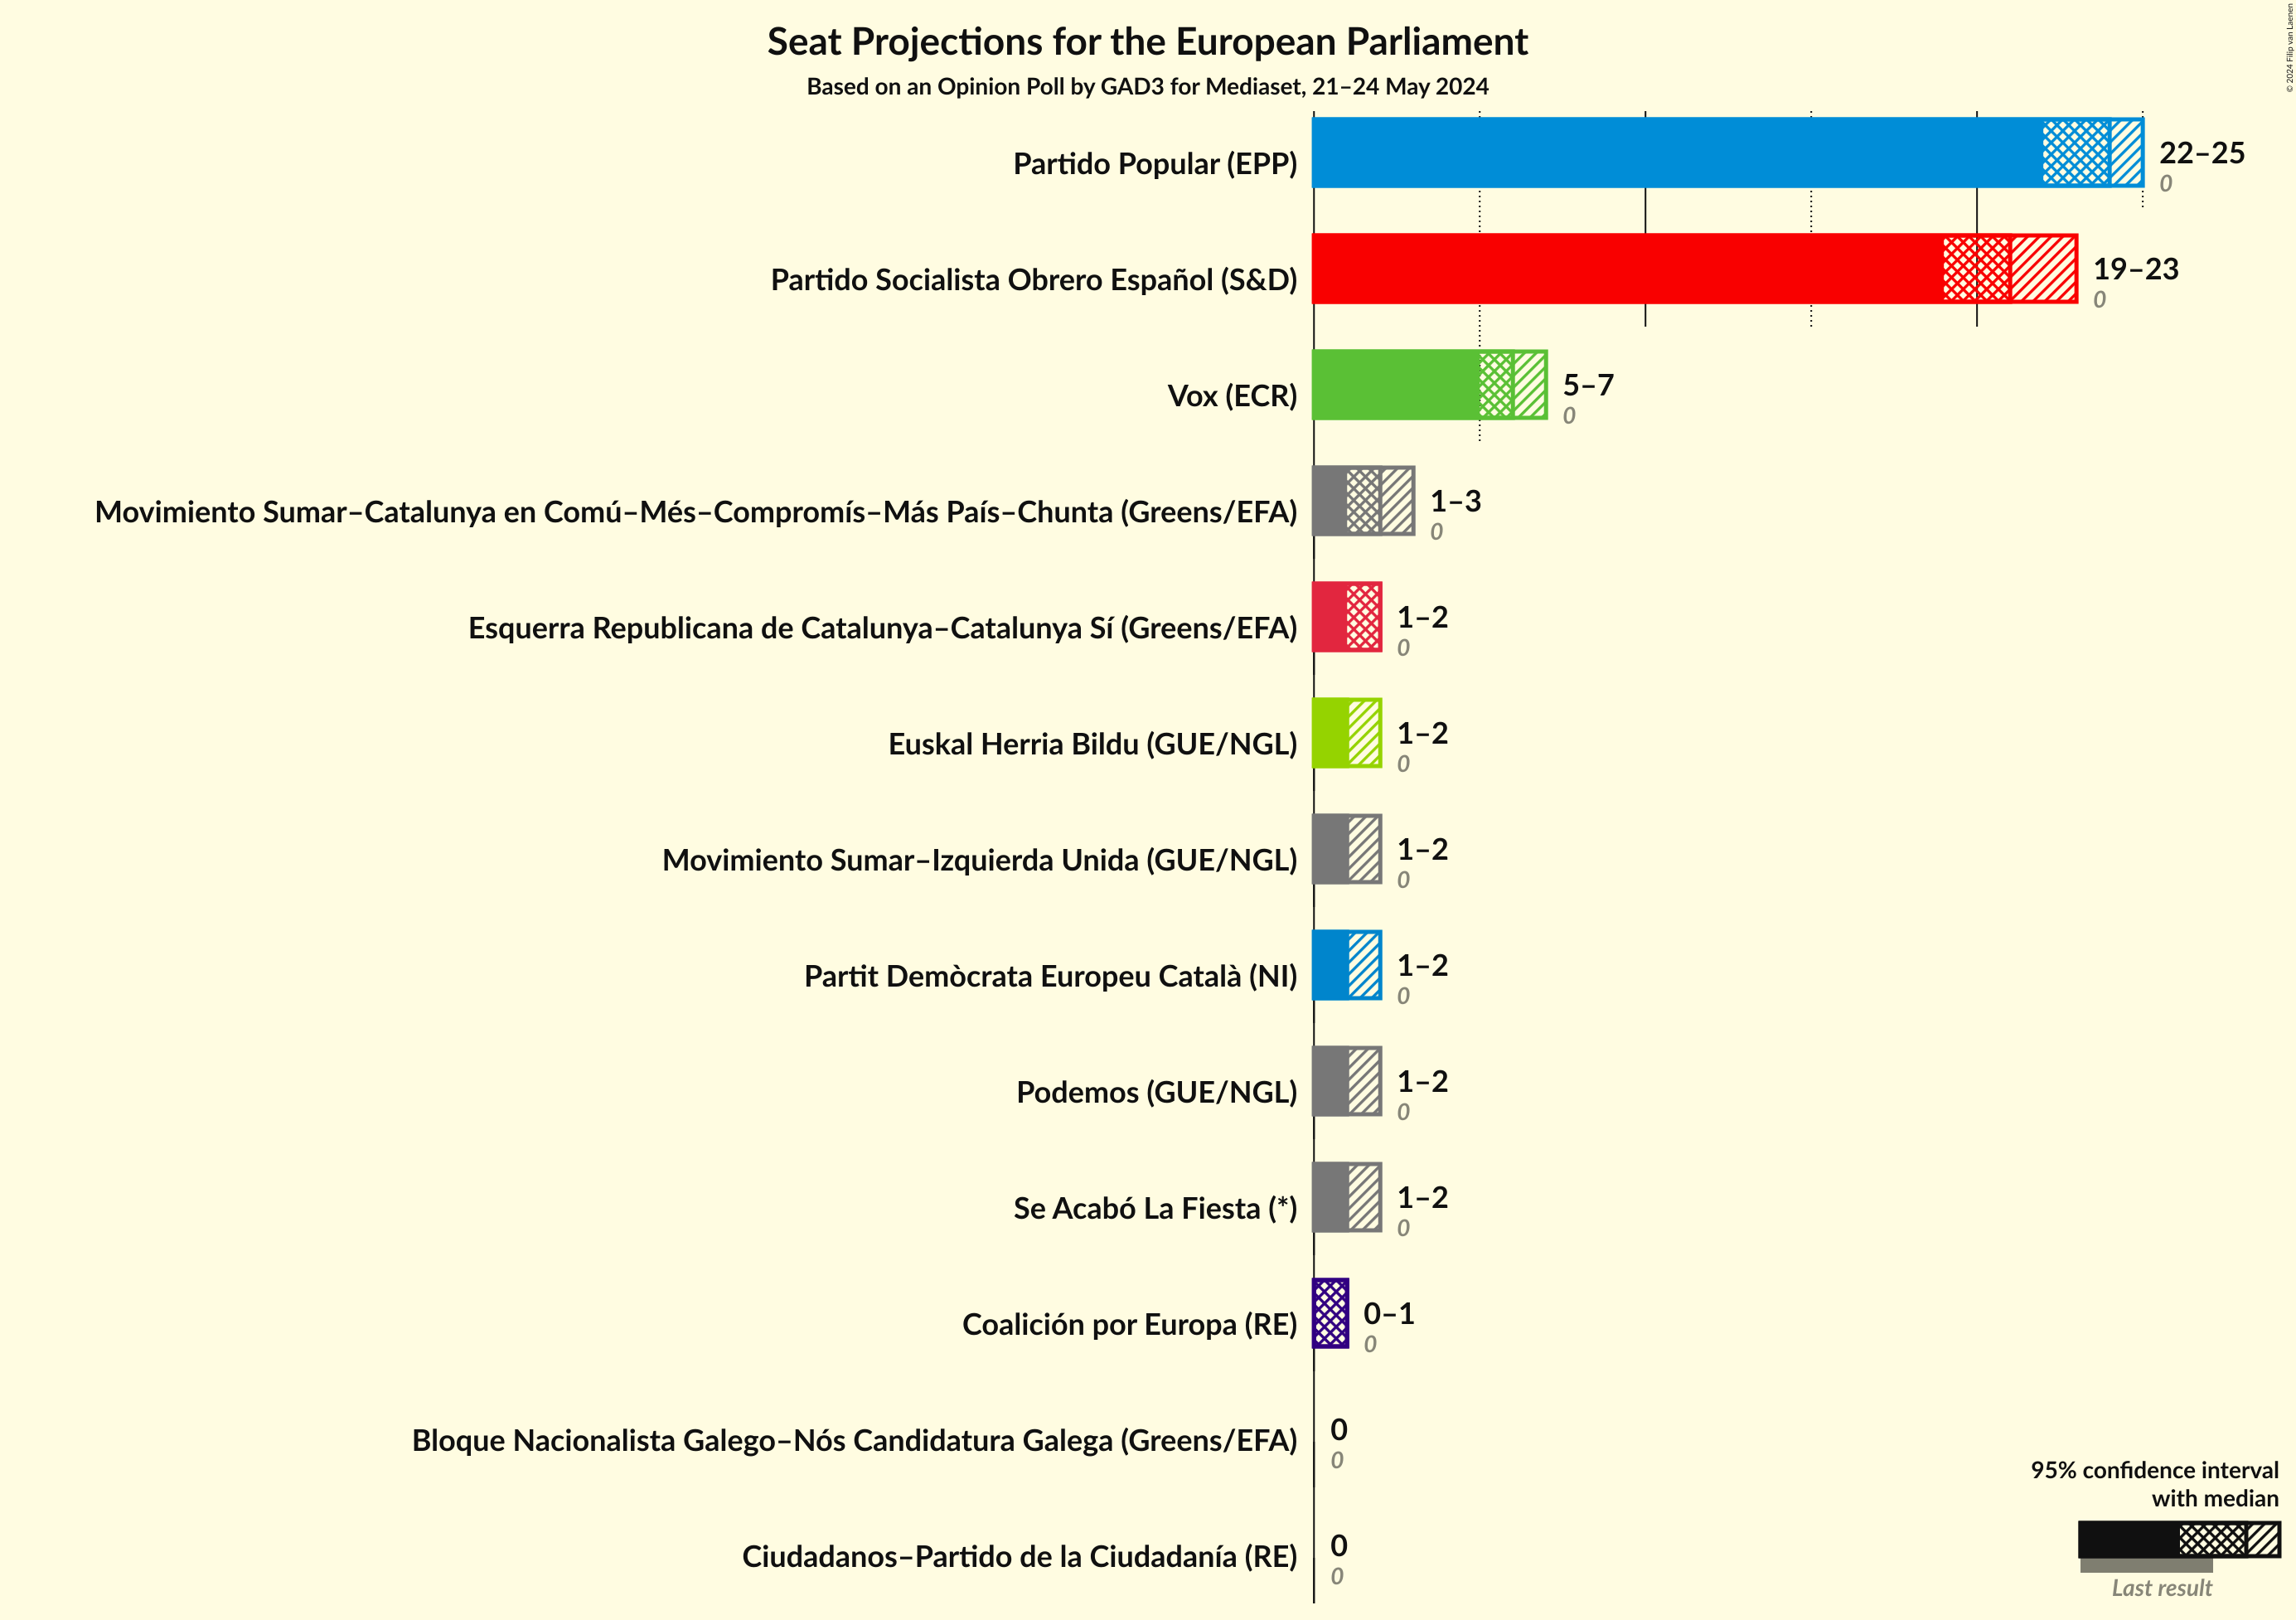 Seat Projections for the European Parliament
Based on an Opinion Poll by GAD3 for Mediaset, 21–24 May 2024
© 2024 Filip van Laenen
Partido Popular (EPP)
22–25
0
Partido Socialista Obrero Español (S&D)
19–23
0
Vox (ECR)
5–7
0
Movimiento Sumar–Catalunya en Comú–Més–Compromís–Más País–Chunta (Greens/EFA)
1–3
0
Esquerra Republicana de Catalunya–Catalunya Sí (Greens/EFA)
1–2
0
Euskal Herria Bildu (GUE/NGL)
1–2
0
Movimiento Sumar–Izquierda Unida (GUE/NGL)
1–2
0
Partit Demòcrata Europeu Català (NI)
1–2
0
Podemos (GUE/NGL)
1–2
0
Se Acabó La Fiesta (*)
1–2
0
Coalición por Europa (RE)
0–1
0
Bloque Nacionalista Galego–Nós Candidatura Galega (Greens/EFA)
0
0
Ciudadanos–Partido de la Ciudadanía (RE)
0
0
95% confidence interval
with median
Last result